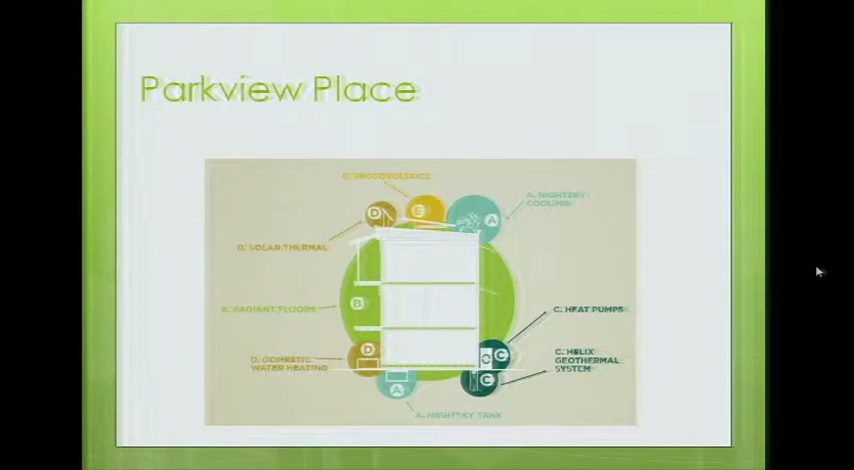 Parkview Place
E. PHOTOVOLTAICS
A. NIGHTSKY
COOLING
D
E
A
D. SOLAR THERMAL
B. RADIANT FLOORS
B
C. HEAT PUMPS
D. DOMESTIC
WATER HEATING
D
C
C. HELIX
GEOTHERMAL
SYSTEM
A
C
A. NIGHTSKY TANK